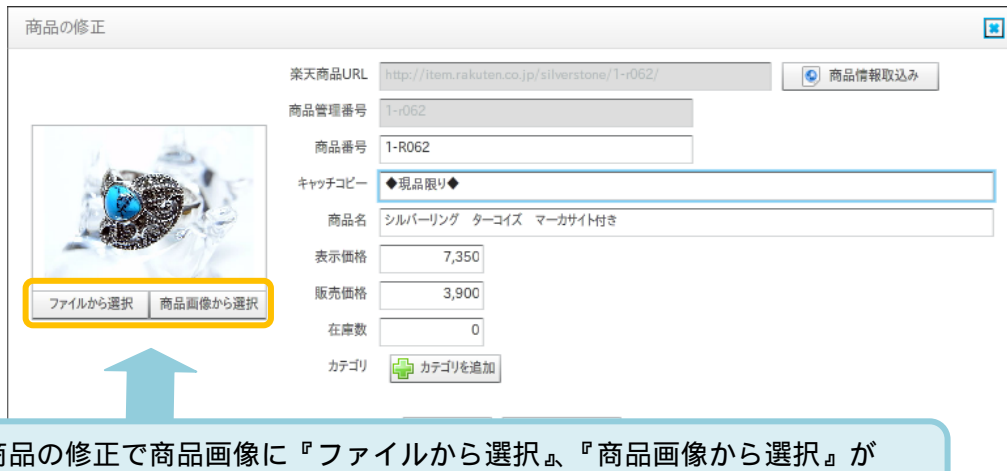 商品の修正
楽天商品URL http://item.rakuten.co.jp/silverstone/1-r062/ 商品情報取込み
商品管理番号 1-r062
商品番号 1-R062
キャッチコピー ◆現品限り◆
商品名 シルバーリング ターコイズ マーカサイト付き
表示価格 7,350
販売価格 3,900
ファイルから選択 商品画像から選択
在庫数 0
カテゴリ カテゴリを追加
商品の修正で商品画像に『ファイルから選択』、『商品画像から選択』が